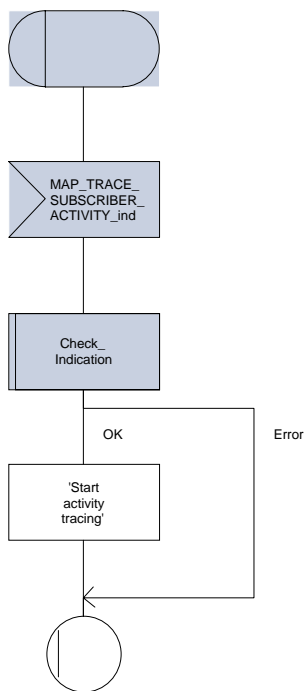 MAP_TRACE_
SUBSCRIBER_
ACTIVITY_ind
Check_
Indication
OK
Error
'Start
activity
tracing'